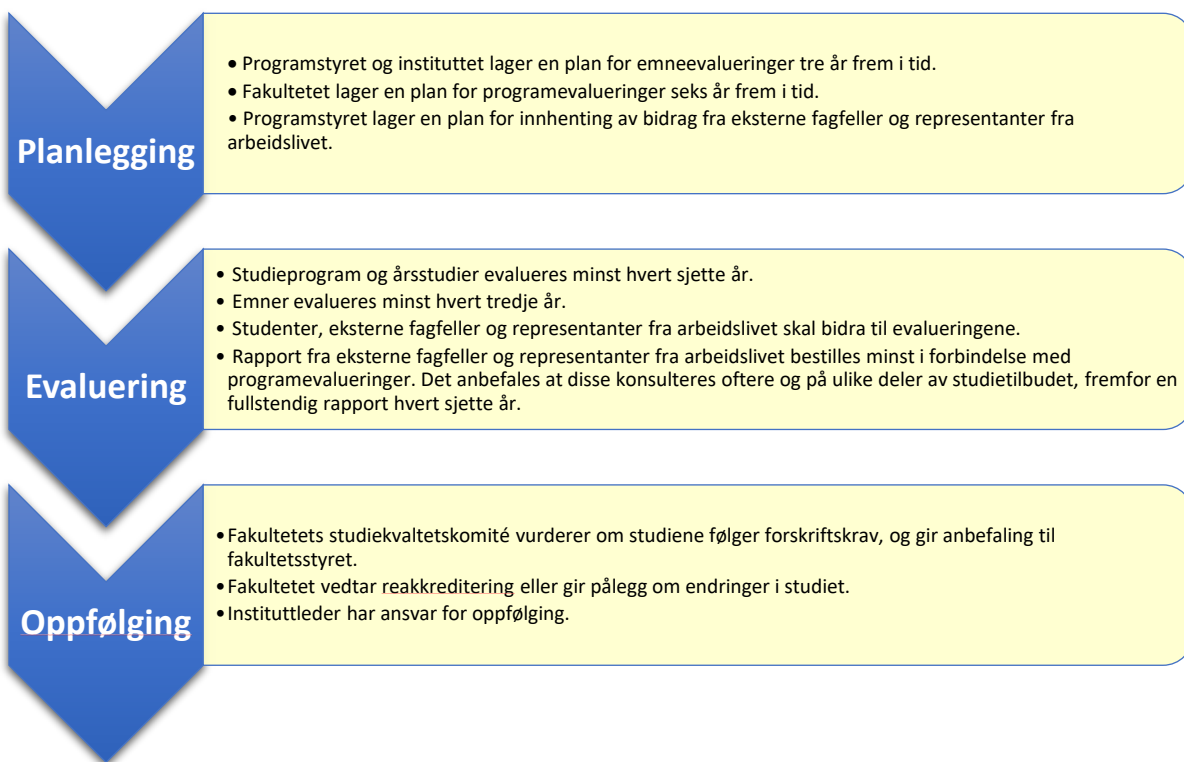 Planlegging
• Programstyret og instituttet lager en plan for emneevalueringer tre år frem i tid.
• Fakultetet lager en plan for programevalueringer seks år frem i tid.
• Programstyret lager en plan for innhenting av bidrag fra eksterne fagfeller og representanter fra
arbeidslivet.
Evaluering
• Studieprogram og årsstudier evalueres minst hvert sjette år.
• Emner evalueres minst hvert tredje år.
• Studenter, eksterne fagfeller og representanter fra arbeidslivet skal bidra til evalueringene.
• Rapport fra eksterne fagfeller og representanter fra arbeidslivet bestilles minst i forbindelse med
programevalueringer. Det anbefales at disse konsulteres oftere og på ulike deler av studietilbudet, fremfor en
fullstendig rapport hvert sjette år.
Oppfølging
• Fakultetets studiekvaltetskomité vurderer om studiene følger forskriftskrav, og gir anbefaling til
fakultetsstyret.
• Fakultetet vedtar reakkreditering eller gir pålegg om endringer i studiet.
• Instituttleder har ansvar for oppfølging.